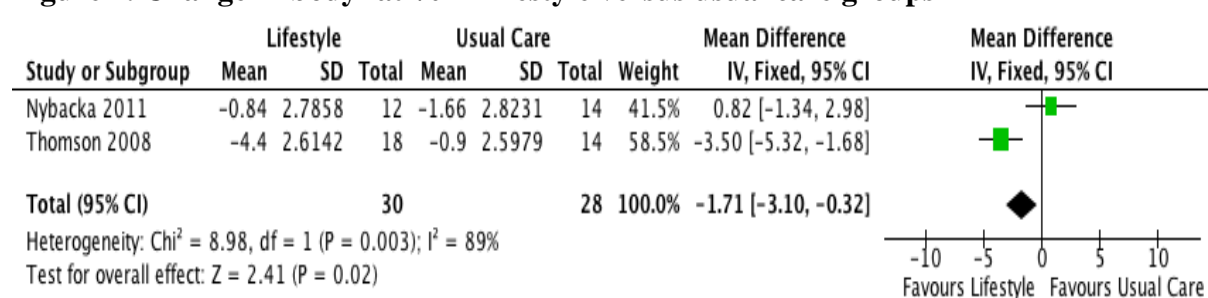 Lifestyle Usual Care Mean Difference Mean Difference
Study or Subgroup Mean SD Total Mean SD Total Weight IV, Fixed, 95% CI IV, Fixed, 95% CI
Nybacka 2011 −0.84 2.7858 12 −1.66 2.8231 14 41.5% 0.82 [−1.34, 2.98]
Thomson 2008 −4.4 2.6142 18 −0.9 2.5979 14 58.5% −3.50 [−5.32, −1.68]
Total (95% CI) 30 28 100.0% −1.71 [−3.10, −0.32]
Heterogeneity: Chi² = 8.98, df = 1 (P = 0.003); I² = 89%
Test for overall effect: Z = 2.41 (P = 0.02)
−10 −5 0 5 10
Favours Lifestyle Favours Usual Care